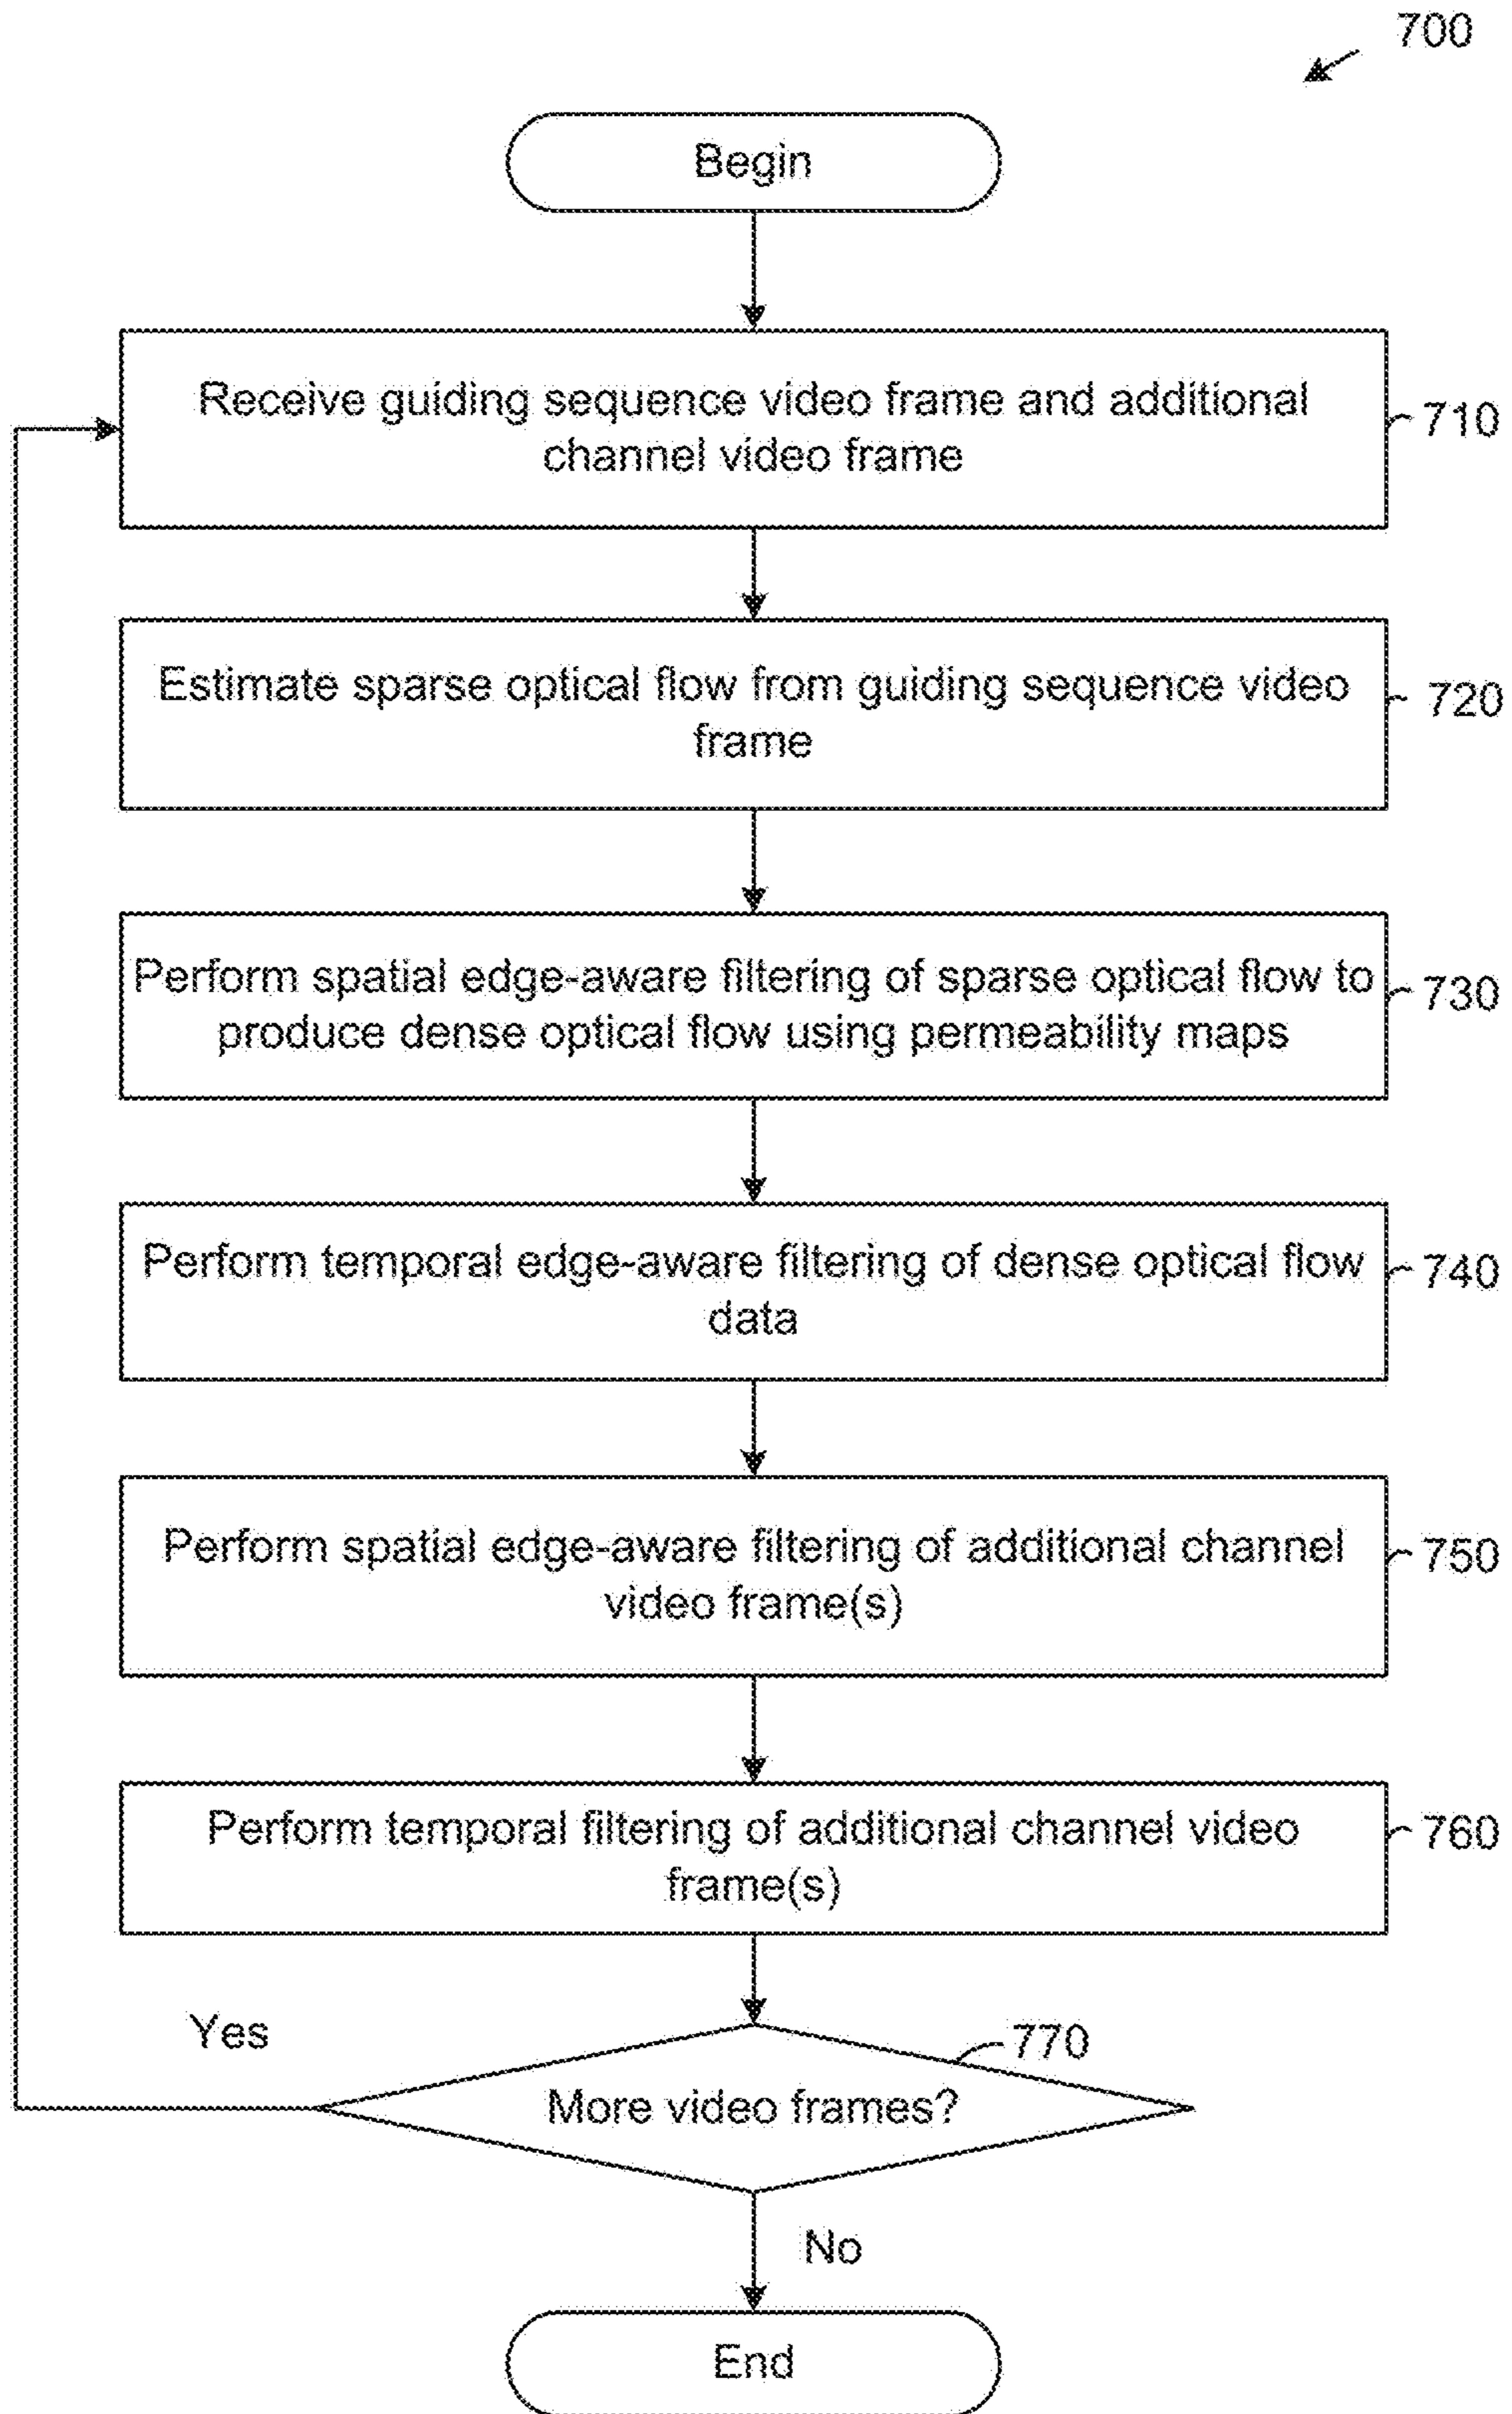 700
Begin
Receive guiding sequence video frame and additional
channel video frame
710
Estimate sparse optical flow from guiding sequence video
frame
720
Perform spatial edge-aware filtering of sparse optical flow to
produce dense optical flow using permeability maps
730
Perform temporal edge-aware filtering of dense optical flow
data
740
Perform spatial edge-aware filtering of additional channel
video frame(s)
750
Perform temporal filtering of additional channel video
frame(s)
760
Yes
770
More video frames?
No
End